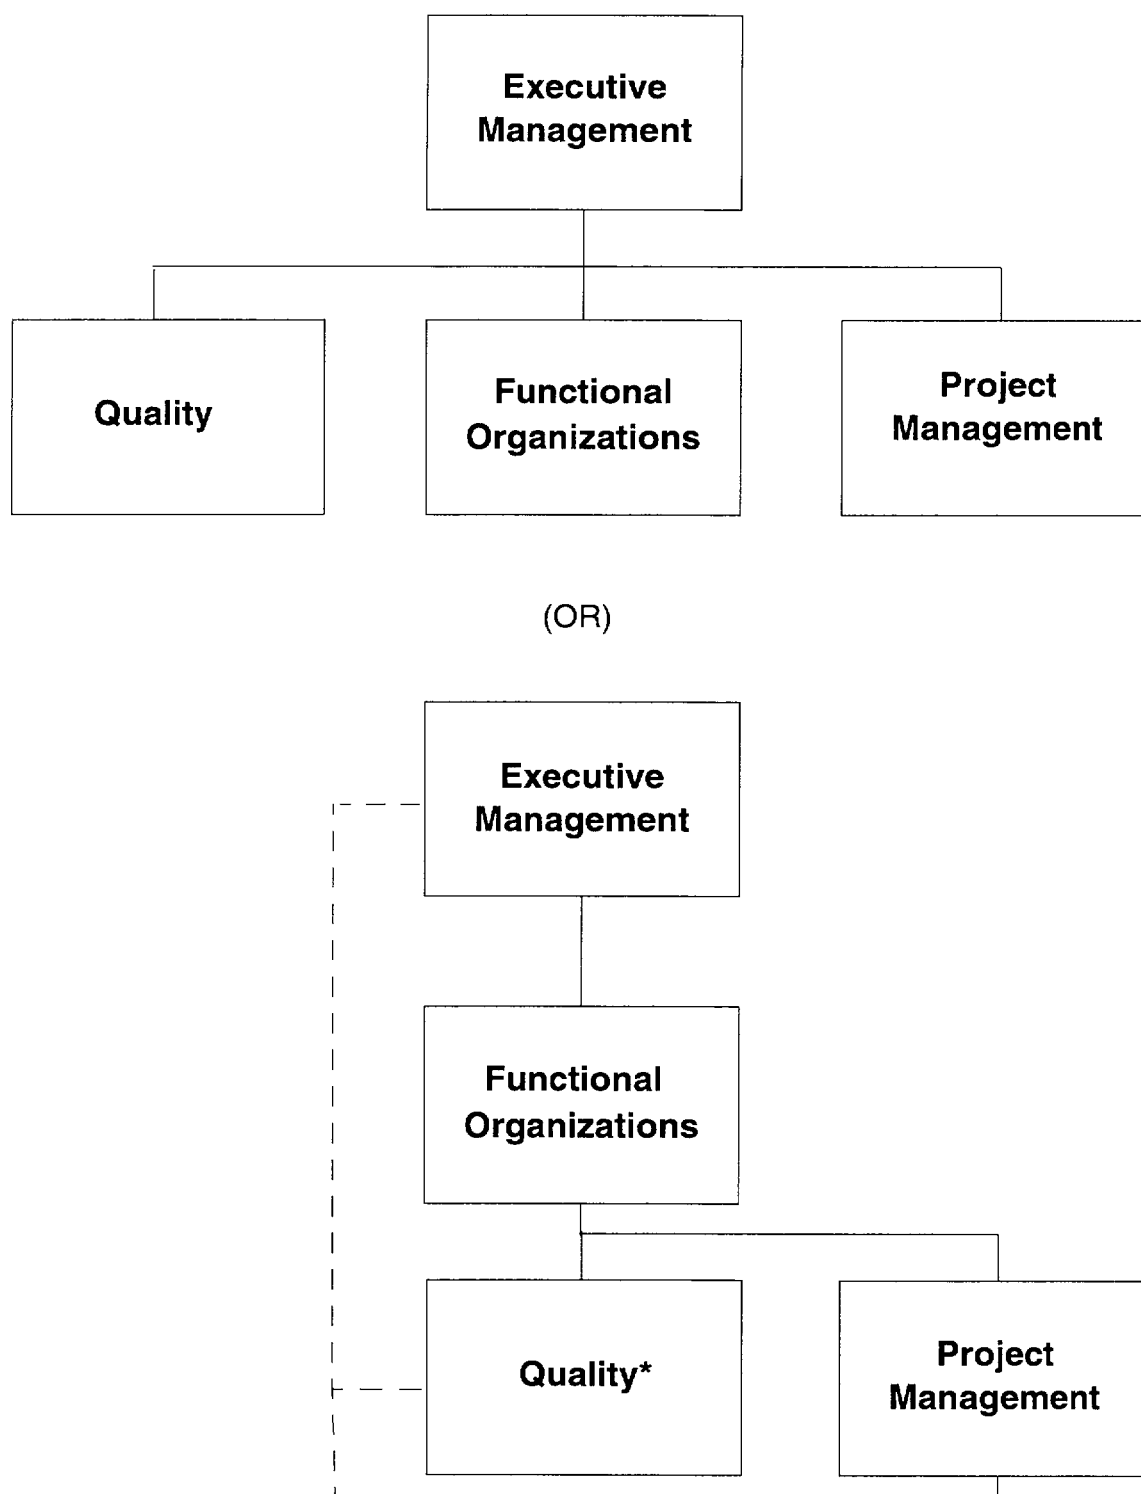 Executive
Management
Quality
Functional
Organizations
Project
Management
(OR)
Executive
Management
Functional
Organizations
Quality*
Project
Management